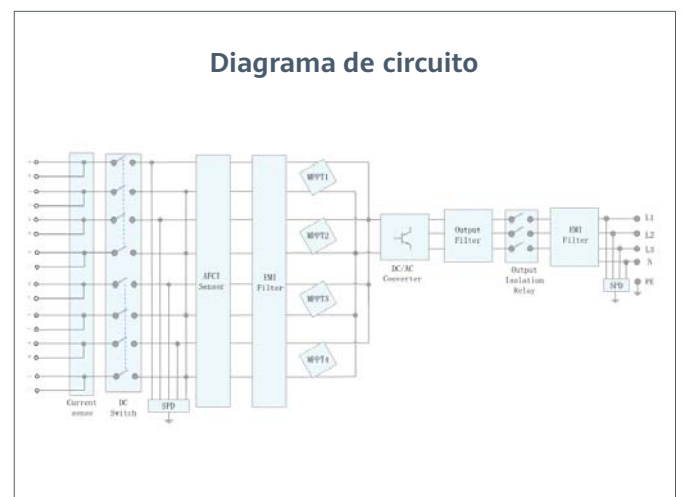 Diagrama de circuito
MPPT1
MPPT2
MPPT3
MPPT4
AFCI
Sensor
EMI
Filter
DC/AC
Converter
Output
Filter
Output
Isolation
Relay
EMI
Filter
L1
L2
L3
N
PE
SPD
Current
sense
DC
Switch
SPD